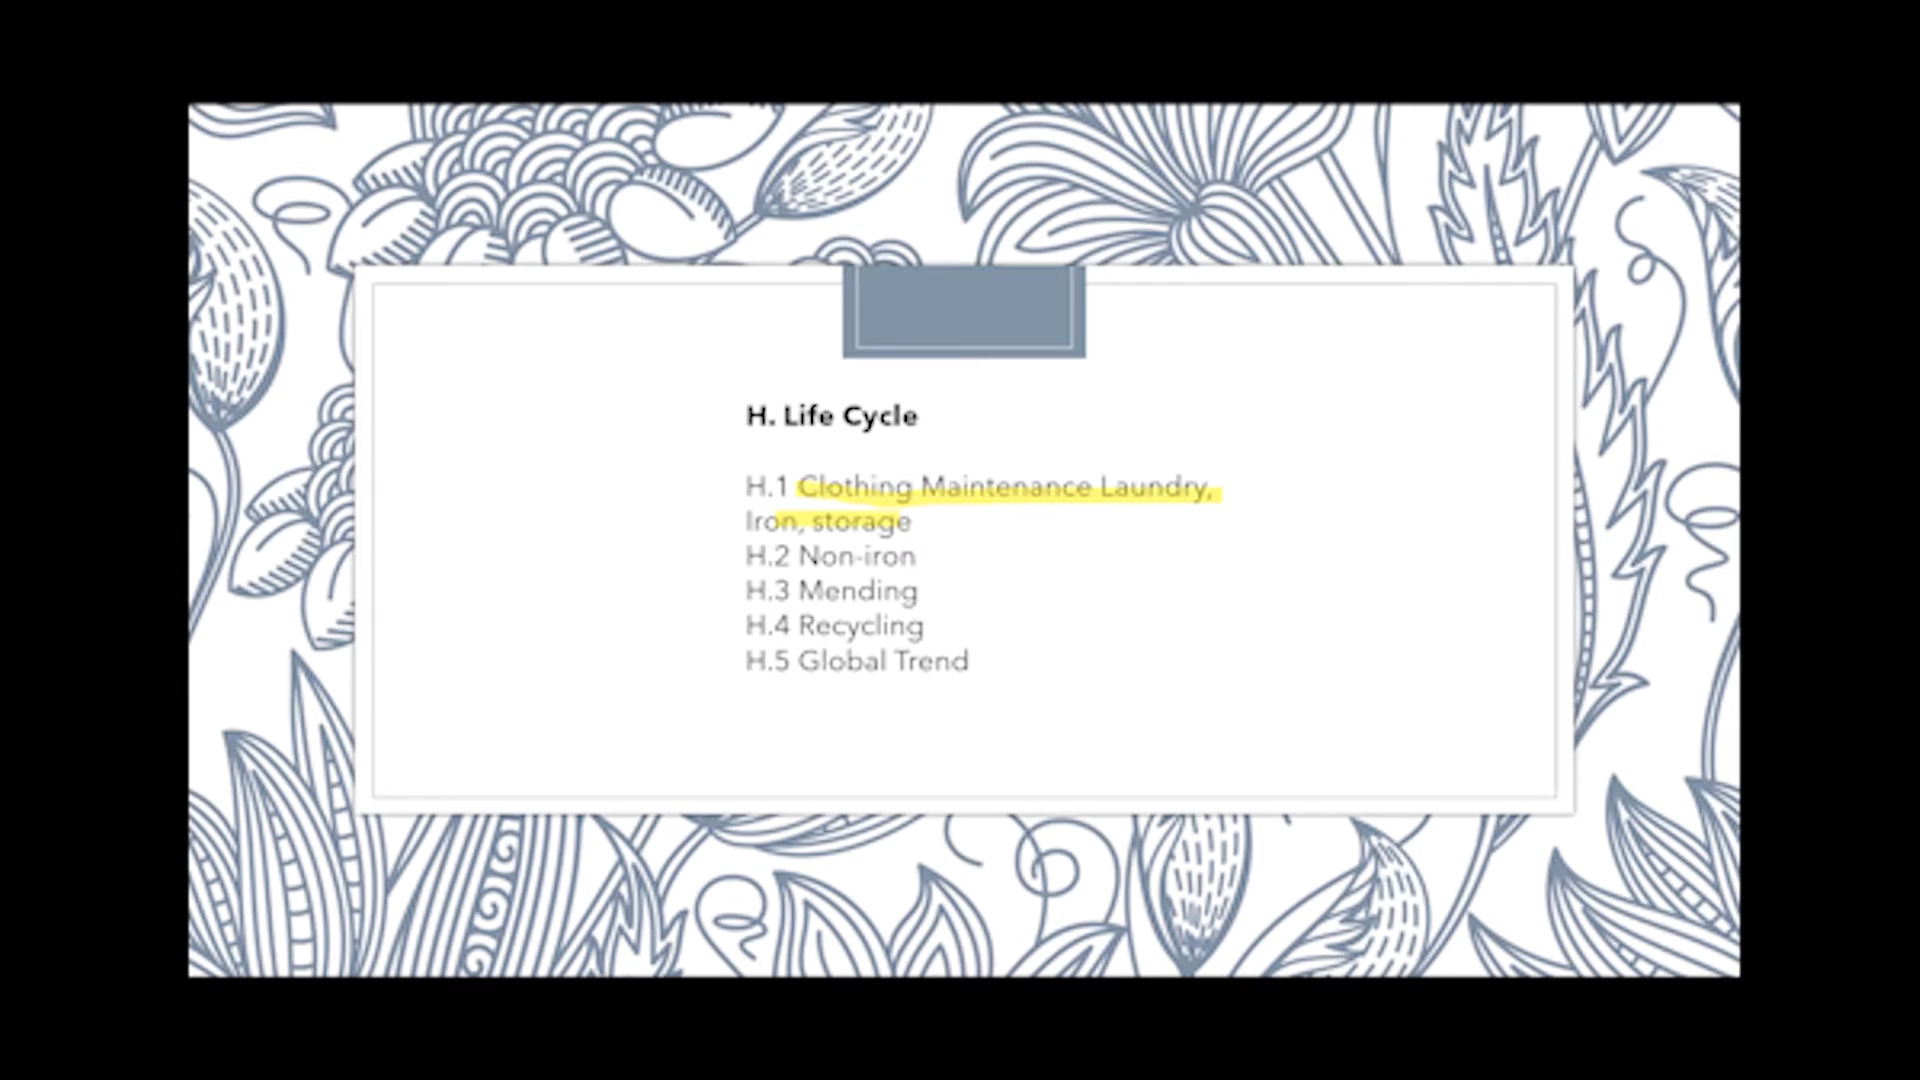 H. Life Cycle
H.1 Clothing Maintenance Laundry,
Iron, storage
H.2 Non-iron
H.3 Mending
H.4 Recycling
H.5 Global Trend